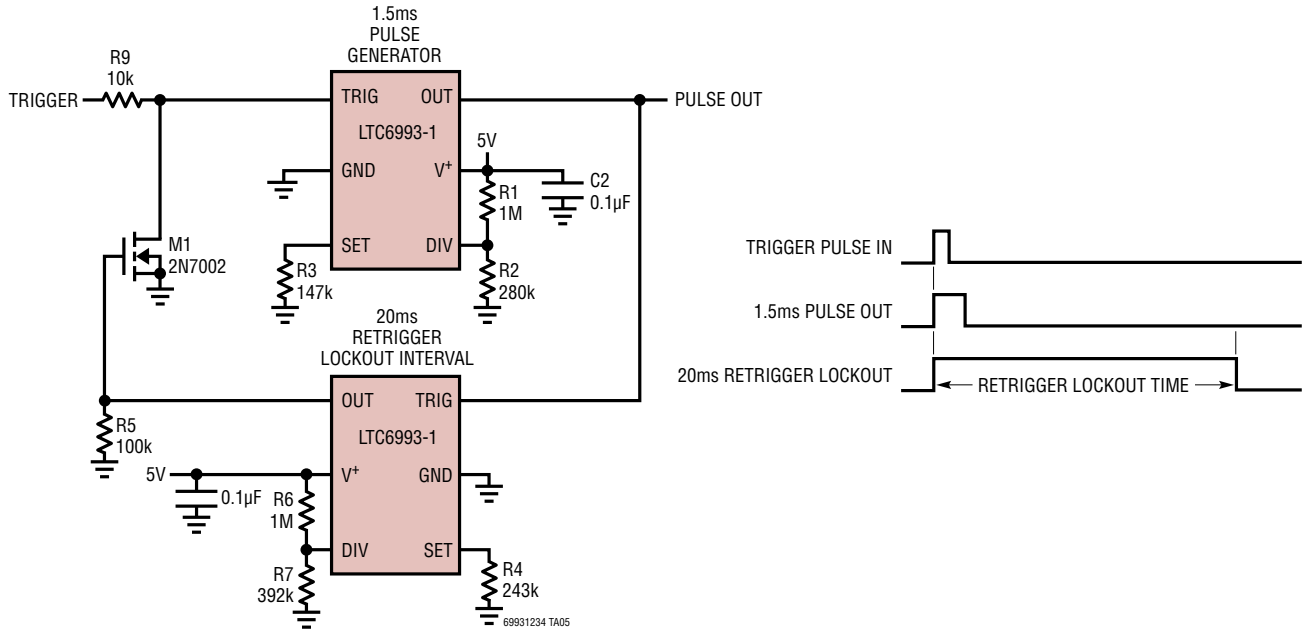 1.5ms
PULSE
GENERATOR
R9
10k
TRIGGER
TRIG
OUT
PULSE OUT
LTC6993-1
5V
GND
V+
R1
1M
C2
0.1µF
SET
DIV
M1
2N7002
R3
147k
R2
280k
20ms
RETRIGGER
LOCKOUT INTERVAL
OUT
TRIG
LTC6993-1
R5
100k
5V
V+
GND
0.1µF
R6
1M
DIV
SET
R7
392k
R4
243k
69931234 TA05
TRIGGER PULSE IN
1.5ms PULSE OUT
20ms RETRIGGER LOCKOUT
RETRIGGER LOCKOUT TIME